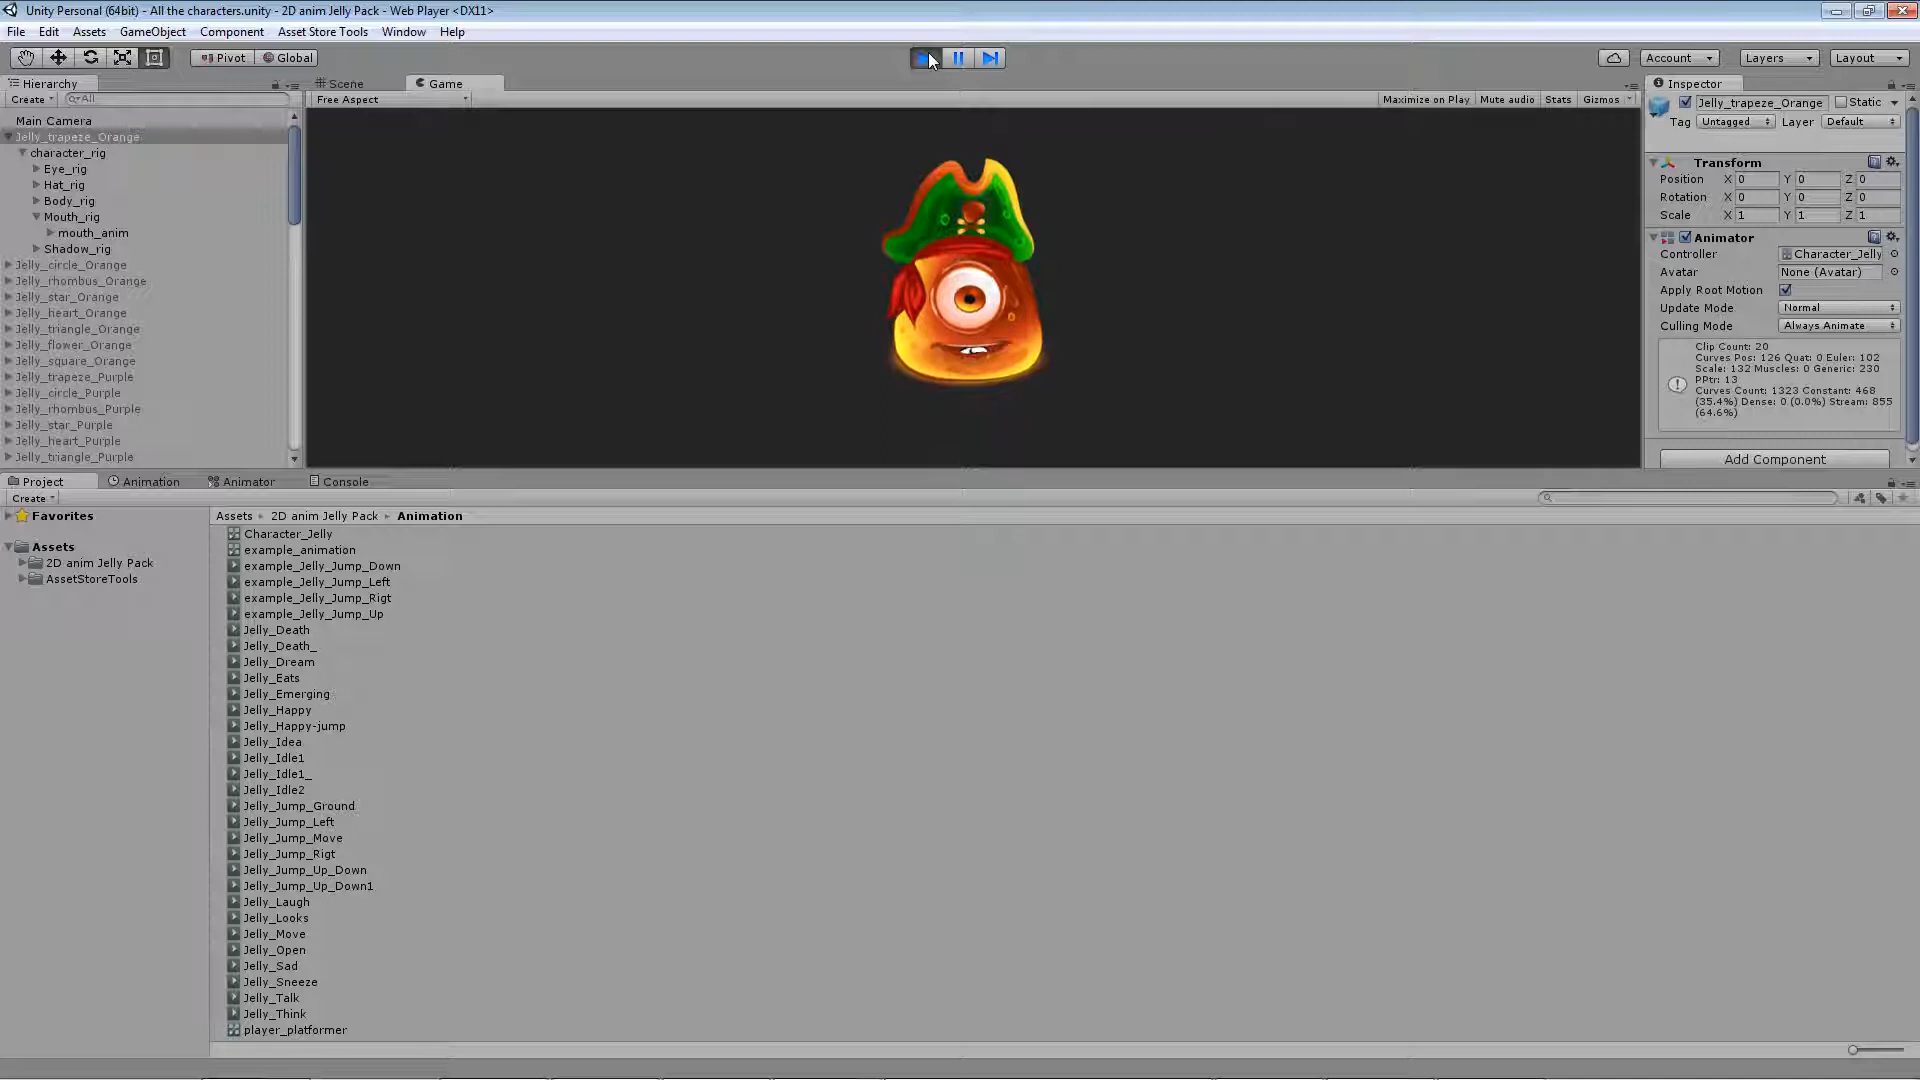 Unity Personal (64bit) - All the characters.unity - 2D anim Jelly Pack - Web Player <DX11>
File Edit Assets GameObject Component Asset Store Tools Window Help
Pivot Global Account Layers Layout
Hierarchy Scene Game Inspector
Create All Free Aspect Maximize on Play Mute audio Stats Gizmos
Jelly_trapeze_Orange Static
Tag Untagged Layer Default
Main Camera
Jelly_trapeze_Orange
character_rig
Eye_rig
Hat_rig
Body_rig
Mouth_rig
mouth_anim
Shadow_rig
Jelly_circle_Orange
Jelly_rhombus_Orange
Jelly_star_Orange
Jelly_heart_Orange
Jelly_triangle_Orange
Jelly_flower_Orange
Jelly_square_Orange
Jelly_trapeze_Purple
Jelly_circle_Purple
Jelly_rhombus_Purple
Jelly_star_Purple
Jelly_heart_Purple
Jelly_triangle_Purple
Transform
Position X 0 Y 0 Z 0
Rotation X 0 Y 0 Z 0
Scale X 1 Y 1 Z 1
Animator
Controller Character_Jelly
Avatar None (Avatar)
Apply Root Motion
Update Mode Normal
Culling Mode Always Animate
Clip Count: 20
Curves Pos: 126 Quat: 0 Euler: 102
Scale: 132 Muscles: 0 Generic: 230
PPtr: 13
Curves Count: 1323 Constant: 468
(35.4%) Dense: 0 (0.0%) Stream: 855
(64.6%)
Add Component
Project Animation Animator Console
Create
Favorites
Assets
2D anim Jelly Pack
AssetStoreTools
Assets 2D anim Jelly Pack Animation
Character_Jelly
example_animation
example_Jelly_Jump_Down
example_Jelly_Jump_Left
example_Jelly_Jump_Rigt
example_Jelly_Jump_Up
Jelly_Death
Jelly_Death_
Jelly_Dream
Jelly_Eats
Jelly_Emerging
Jelly_Happy
Jelly_Happy-jump
Jelly_Idea
Jelly_Idle1
Jelly_Idle1_
Jelly_Idle2
Jelly_Jump_Ground
Jelly_Jump_Left
Jelly_Jump_Move
Jelly_Jump_Rigt
Jelly_Jump_Up_Down
Jelly_Jump_Up_Down1
Jelly_Laugh
Jelly_Looks
Jelly_Move
Jelly_Open
Jelly_Sad
Jelly_Sneeze
Jelly_Talk
Jelly_Think
player_platformer